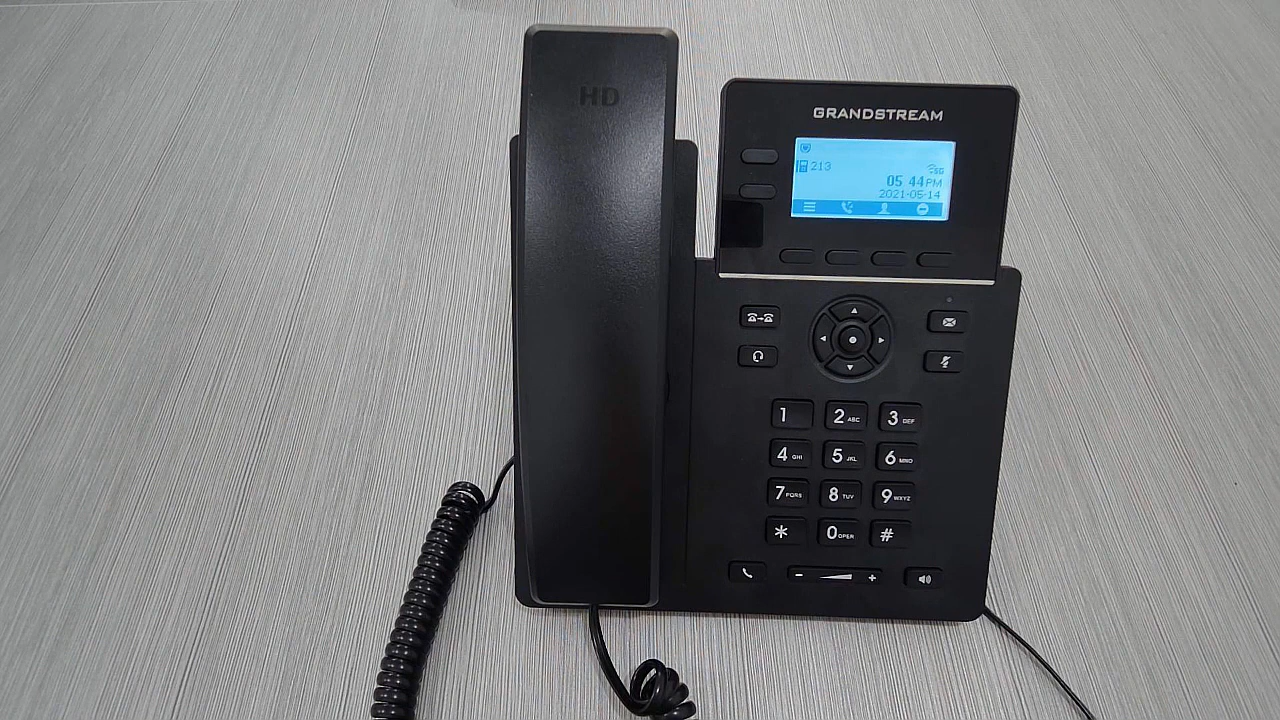 HD
GRANDSTREAM
213
05 44PM
2021-05-14
1
2 ABC
3 DEF
4 GHI
5 JKL
6 MNO
7 PQRS
8 TUV
9 WXYZ
*
0 OPER
#
- +